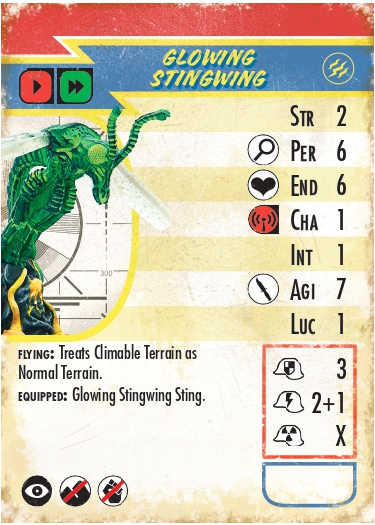 GLOWING
STINGWING
STR 2
PER 6
END 6
CHA 1
INT 1
AGI 7
LUC 1
300
FLYING: Treats Climable Terrain as
Normal Terrain.
EQUIPPED: Glowing Stingwing Sting.
3
2+1
X